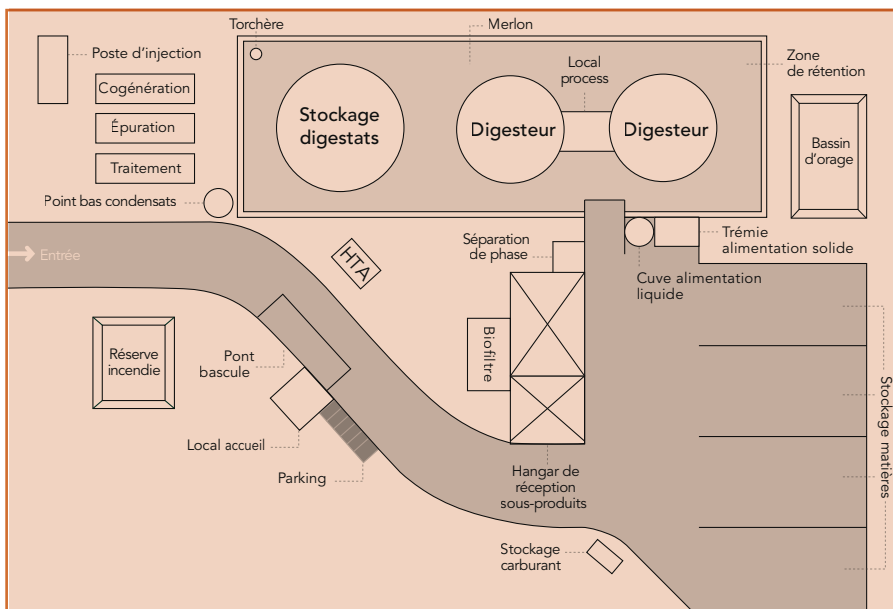 Torchère
Merlon
Poste d'injection
Local
process
Zone
de rétention
Cogénération
Épuration
Traitement
Stockage
digestats
Digesteur
Digesteur
Bassin
d'orage
Point bas condensats
Entrée
HTA
Séparation
de phase
Trémie
alimentation solide
Cuve alimentation
liquide
Réserve
incendie
Pont
bascule
Biofiltre
Stockage matières
Local accueil
Parking
Hangar de
réception
sous-produits
Stockage
carburant